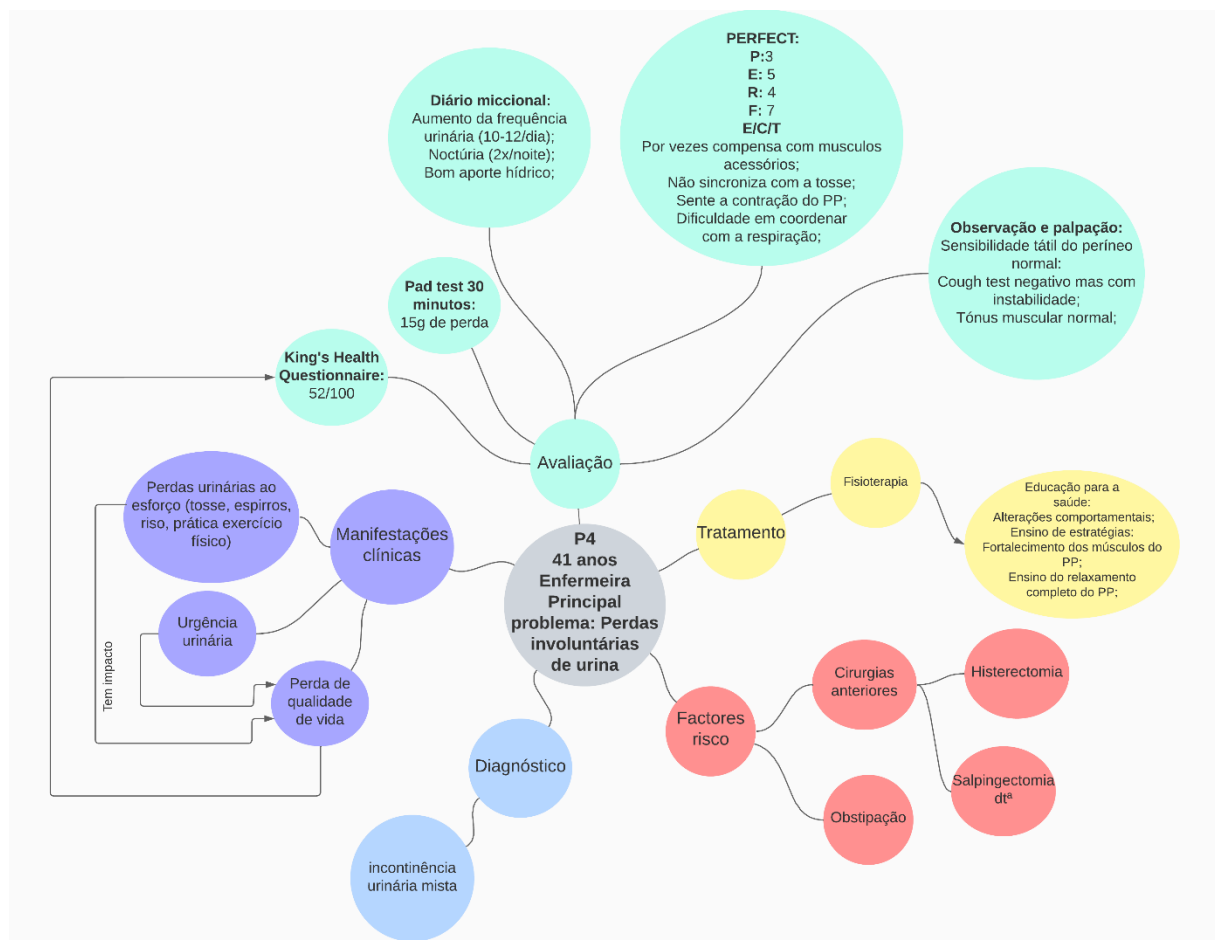 PERFECT:
P:3
E: 5
R: 4
F: 7
E/C/T
Por vezes compensa com musculos
acessórios;
Não sincroniza com a tosse;
Sente a contração do PP;
Dificuldade em coordenar
com a respiração;
Diário miccional:
Aumento da frequência
urinária (10-12/dia);
Noctúria (2x/noite);
Bom aporte hídrico;
Observação e palpação:
Sensibilidade tátil do períneo
normal:
Cough test negativo mas com
instabilidade;
Tónus muscular normal;
Pad test 30
minutos:
15g de perda
King's Health
Questionnaire:
52/100
Avaliação
Perdas urinárias ao
esforço (tosse, espirros,
riso, prática exercício
físico)
Manifestações
clínicas
Urgência
urinária
Perda de
qualidade
de vida
Tem impacto
P4
41 anos
Enfermeira
Principal
problema: Perdas
involuntárias
de urina
Tratamento
Fisioterapia
Educação para a
saúde:
Alterações comportamentais;
Ensino de estratégias:
Fortalecimento dos músculos do
PP;
Ensino do relaxamento
completo do PP;
Factores
risco
Cirurgias
anteriores
Histerectomia
Salpingectomia
dtª
Obstipação
Diagnóstico
incontinência
urinária mista